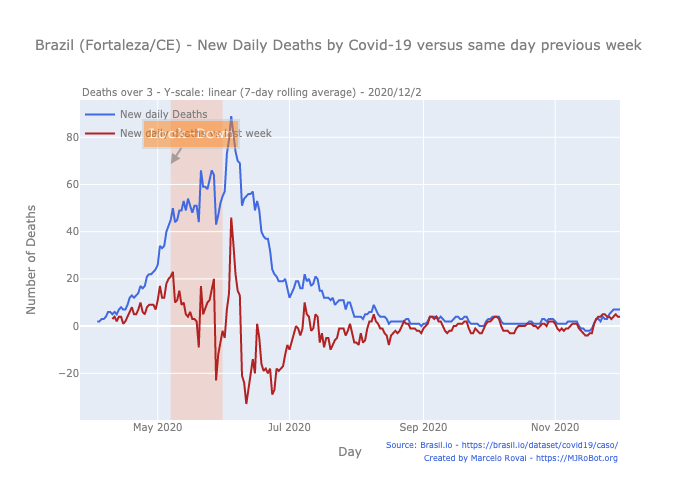 Brazil (Fortaleza/CE) - New Daily Deaths by Covid-19 versus same day previous week
Deaths over 3 - Y-scale: linear (7-day rolling average) - 2020/12/2
New daily Deaths
New daily week
80
60
40
20
0
−20
Number of Deaths
May 2020
Jul 2020
Sep 2020
Nov 2020
Day
Source: Brasil.io - https://brasil.io/dataset/covid19/caso/
Created by Marcelo Rovai - https://MJRoBot.org